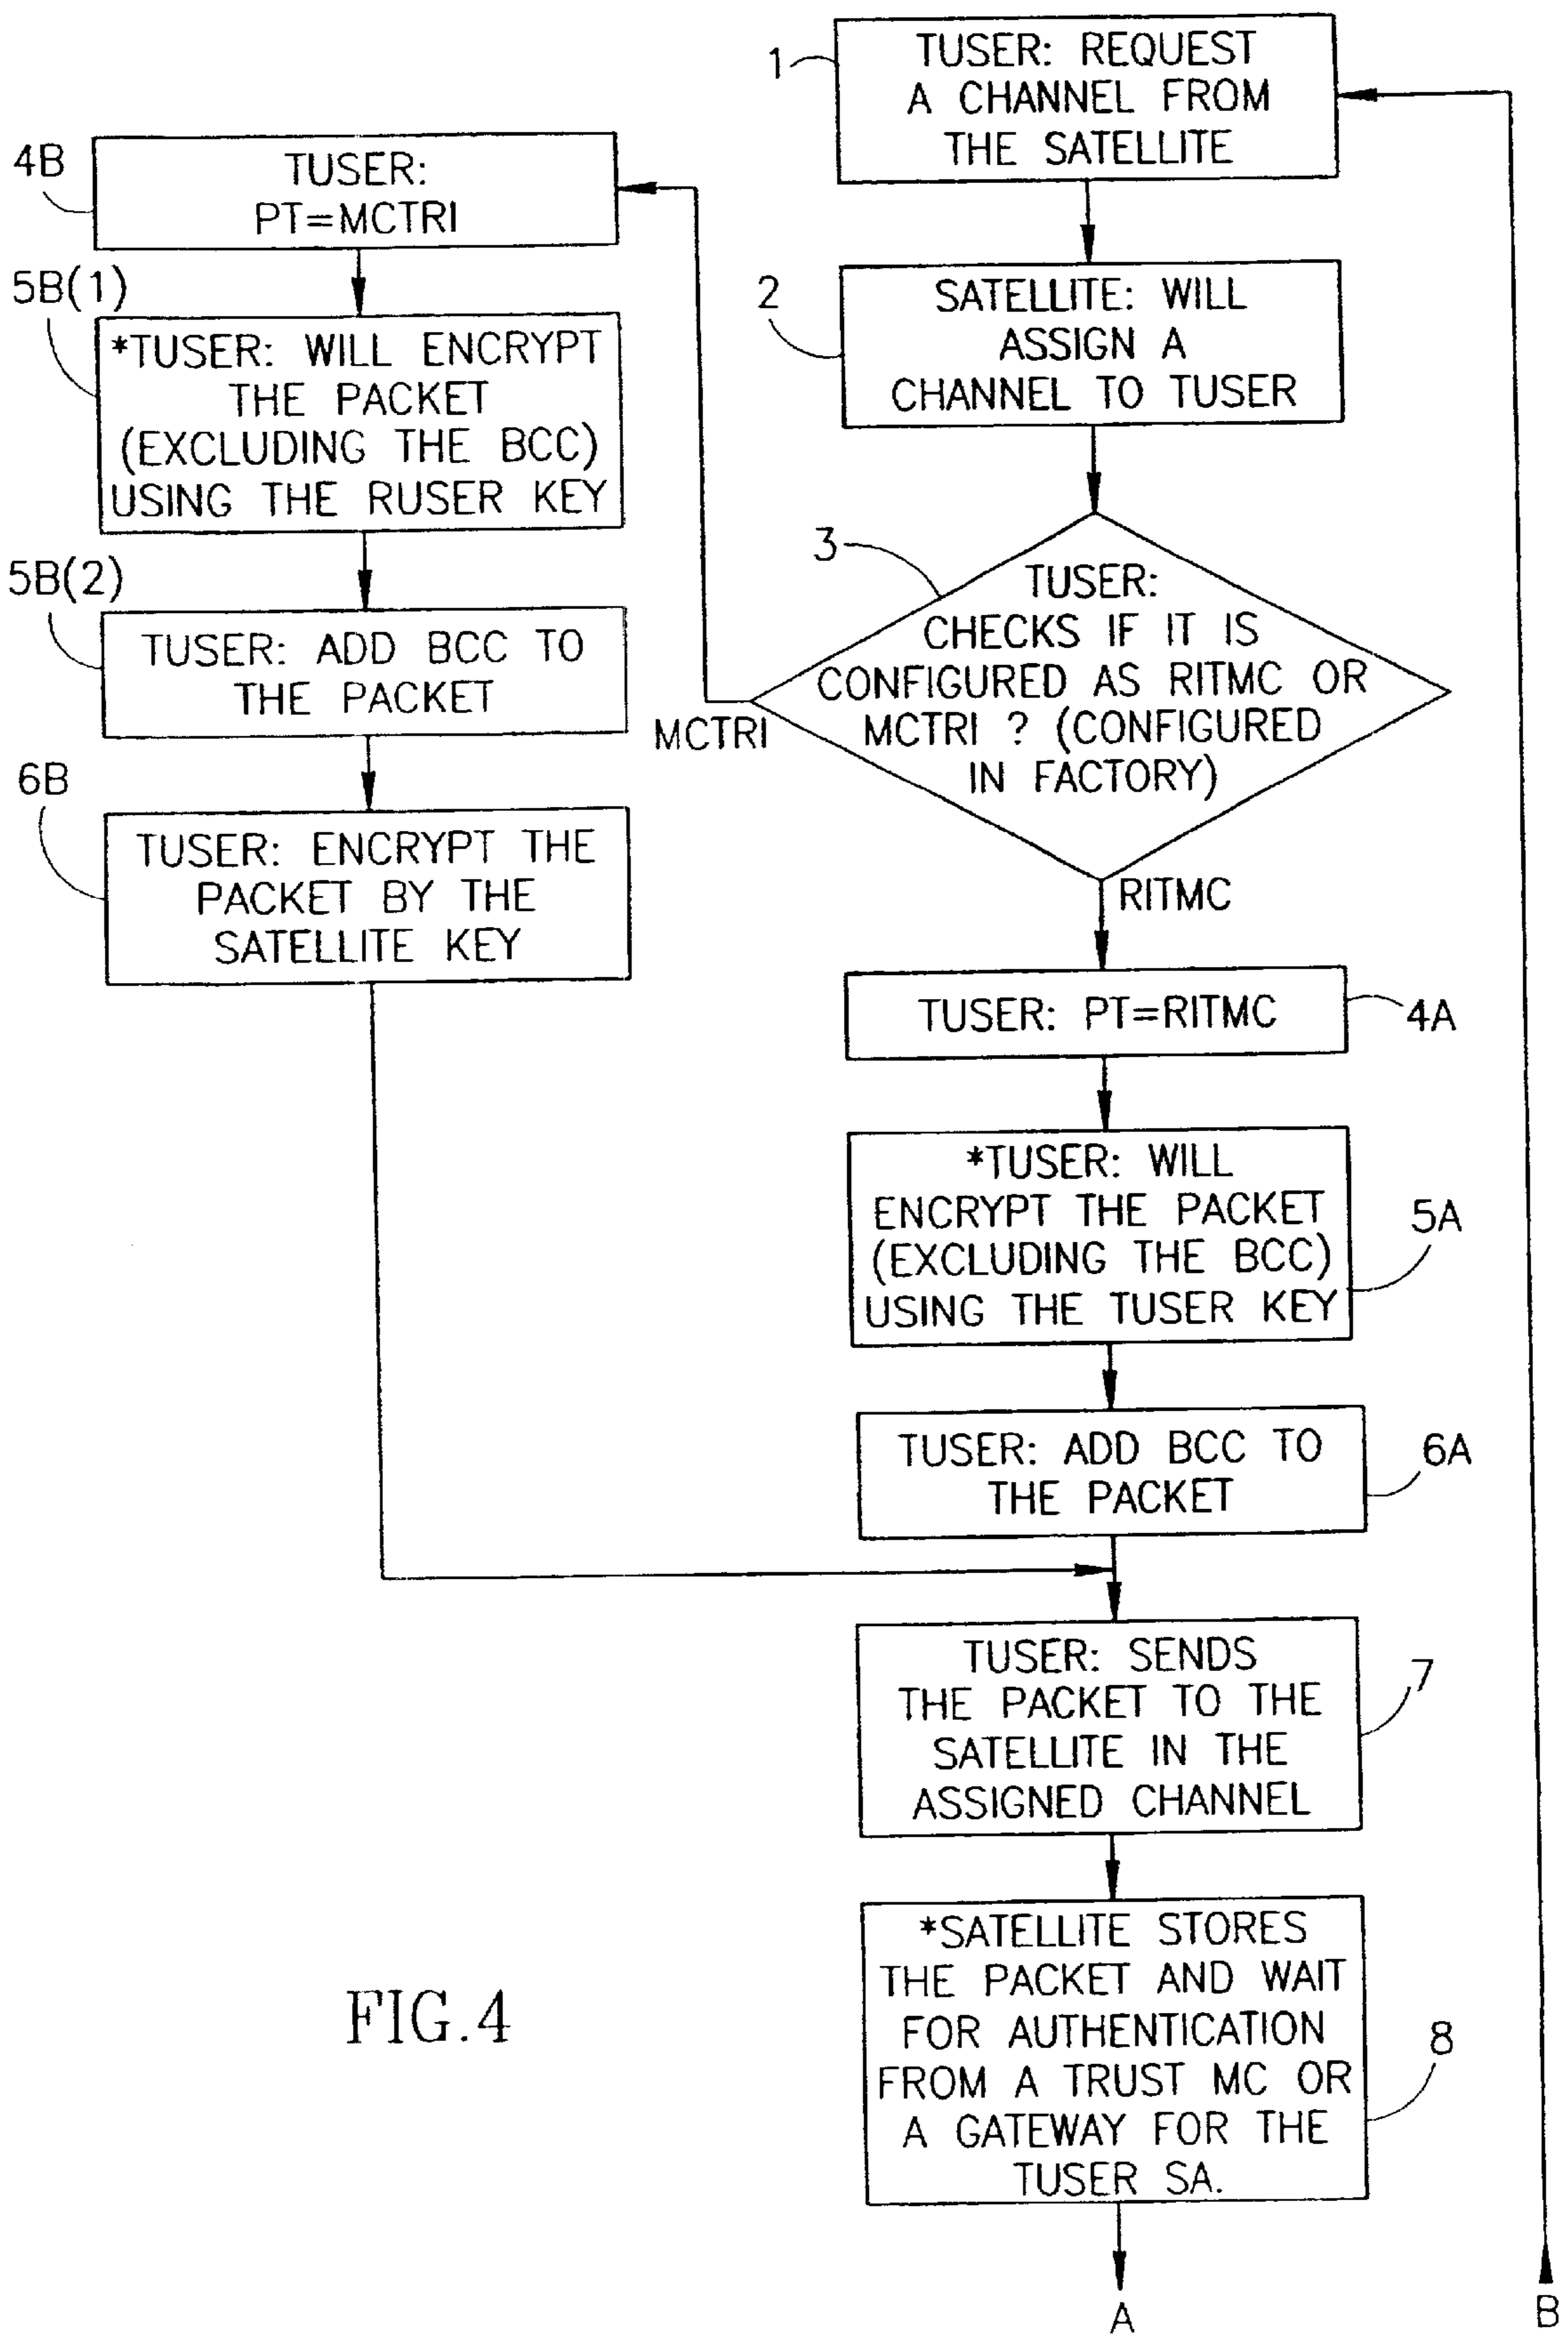 1
TUSER: REQUEST
A CHANNEL FROM
THE SATELLITE
2
SATELLITE: WILL
ASSIGN A
CHANNEL TO TUSER
3
TUSER:
CHECKS IF IT IS
CONFIGURED AS RITMC OR
MCTRI ? (CONFIGURED
IN FACTORY)
MCTRI
RITMC
4B
TUSER:
PT=MCTRI
5B(1)
*TUSER: WILL ENCRYPT
THE PACKET
(EXCLUDING THE BCC)
USING THE RUSER KEY
5B(2)
TUSER: ADD BCC TO
THE PACKET
6B
TUSER: ENCRYPT THE
PACKET BY THE
SATELLITE KEY
TUSER: PT=RITMC
4A
*TUSER: WILL
ENCRYPT THE PACKET
(EXCLUDING THE BCC)
USING THE TUSER KEY
5A
TUSER: ADD BCC TO
THE PACKET
6A
TUSER: SENDS
THE PACKET TO THE
SATELLITE IN THE
ASSIGNED CHANNEL
7
*SATELLITE STORES
THE PACKET AND WAIT
FOR AUTHENTICATION
FROM A TRUST MC OR
A GATEWAY FOR THE
TUSER SA.
8
A
B
FIG.4